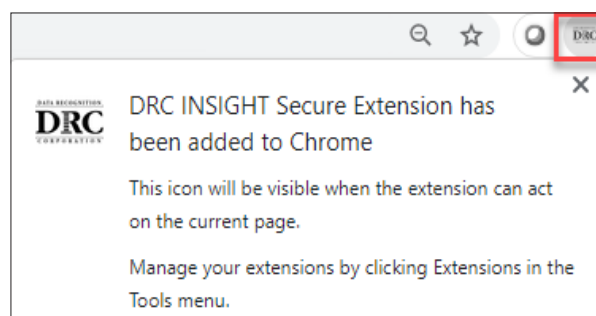 DRC
DATA RECOGNITION
DRC
CORPORATION
DRC INSIGHT Secure Extension has
been added to Chrome
This icon will be visible when the extension can act
on the current page.
Manage your extensions by clicking Extensions in the
Tools menu.